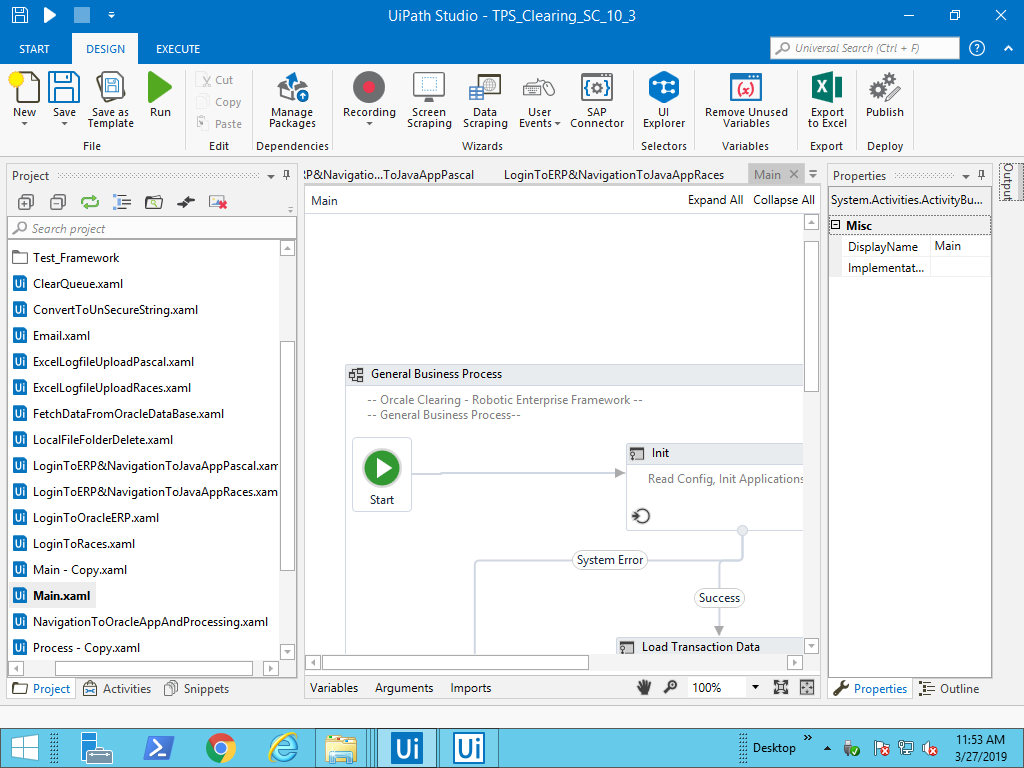 UiPath Studio - TPS_Clearing_SC_10_3
START DESIGN EXECUTE
Universal Search (Ctrl + F)
New
Save
Save as
Template
Run
Cut
Copy
Paste
Manage
Packages
Recording
Screen
Scraping
Data
Scraping
User
Events
SAP
Connector
UI
Explorer
Remove Unused
Variables
Export
to Excel
Publish
File Edit Dependencies Wizards Selectors Variables Export Deploy
Project
Search project
Test_Framework
ClearQueue.xaml
ConvertToUnSecureString.xaml
Email.xaml
ExcelLogfileUploadPascal.xaml
ExcelLogfileUploadRaces.xaml
FetchDataFromOracleDataBase.xaml
LocalFileFolderDelete.xaml
LoginToERP&NavigationToJavaAppPascal.xam
LoginToERP&NavigationToJavaAppRaces.xam
LoginToOracleERP.xaml
LoginToRaces.xaml
Main - Copy.xaml
Main.xaml
NavigationToOracleAppAndProcessing.xaml
Process - Copy.xaml
Project Activities Snippets
RP&Navigatio...ToJavaAppPascal LoginToERP&NavigationToJavaAppRaces Main
Main Expand All Collapse All
General Business Process
-- Orcale Clearing - Robotic Enterprise Framework --
-- General Business Process--
Start
Init
Read Config, Init Applications
System Error
Success
Load Transaction Data
Variables Arguments Imports 100%
Properties
System.Activities.ActivityBu...
Misc
DisplayName Main
Implementat...
Properties Outline
Output
Ui Ui
Desktop
11:53 AM
3/27/2019